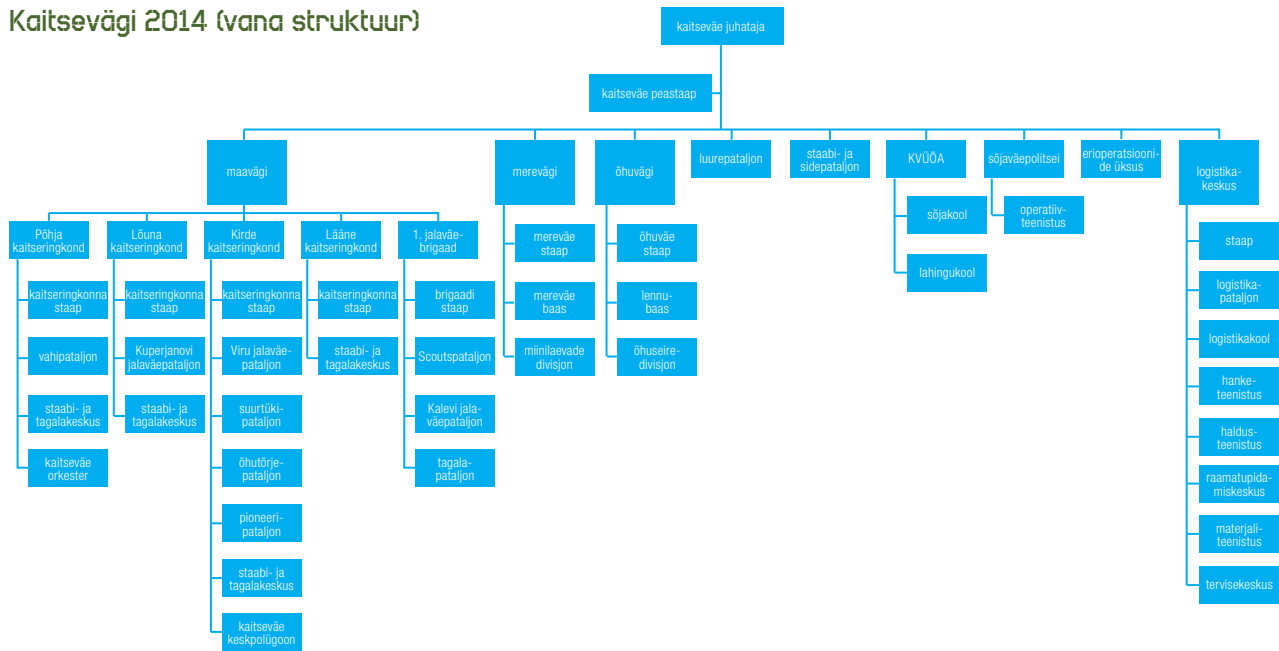 Kaitsevägi 2014 (vana struktuur)
kaitseväe juhataja
kaitseväe peastaap
maavägi
merevägi
õhuvägi
luurepataljon
staabi- ja
sidepataljon
KVÜÕA
sõjaväepolitsei
erioperatsiooni-
de üksus
logistika-
keskus
Põhja
kaitseringkond
Lõuna
kaitseringkond
Kirde
kaitseringkond
Lääne
kaitseringkond
1. jalaväe-
brigaad
kaitseringkonna
staap
vahipataljon
staabi- ja
tagalakeskus
kaitseväe
orkester
kaitseringkonna
staap
Kuperjanovi
jalaväepataljon
staabi- ja
tagalakeskus
kaitseringkonna
staap
Viru jalaväe-
pataljon
suurtüki-
pataljon
õhutõrje-
pataljon
pioneeri-
pataljon
staabi- ja
tagalakeskus
kaitseväe
keskpolügoon
kaitseringkonna
staap
staabi- ja
tagalakeskus
brigaadi
staap
Scoutspataljon
Kalevi jala-
väepataljon
tagala-
pataljon
mereväe
staap
mereväe
baas
miinilaevade
divisjon
õhuväe
staap
lennu-
baas
õhuseire-
divisjon
sõjakool
lahingukool
operatiiv-
teenistus
staap
logistika-
pataljon
logistikakool
hanke-
teenistus
haldus-
teenistus
raamatupida-
miskeskus
materjali-
teenistus
tervisekeskus